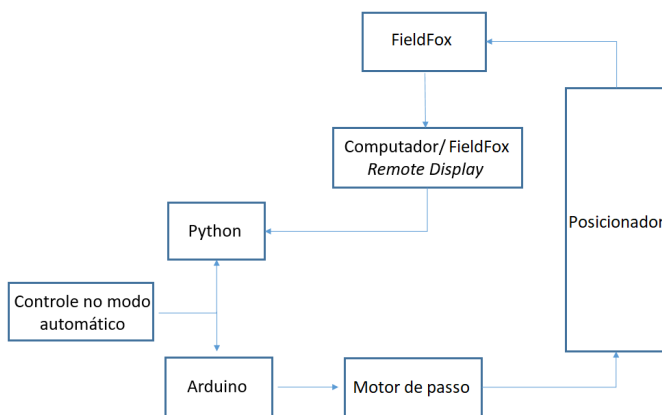 FieldFox
Computador/ FieldFox
Remote Display
Python
Posicionador
Controle no modo
automático
Arduino
Motor de passo